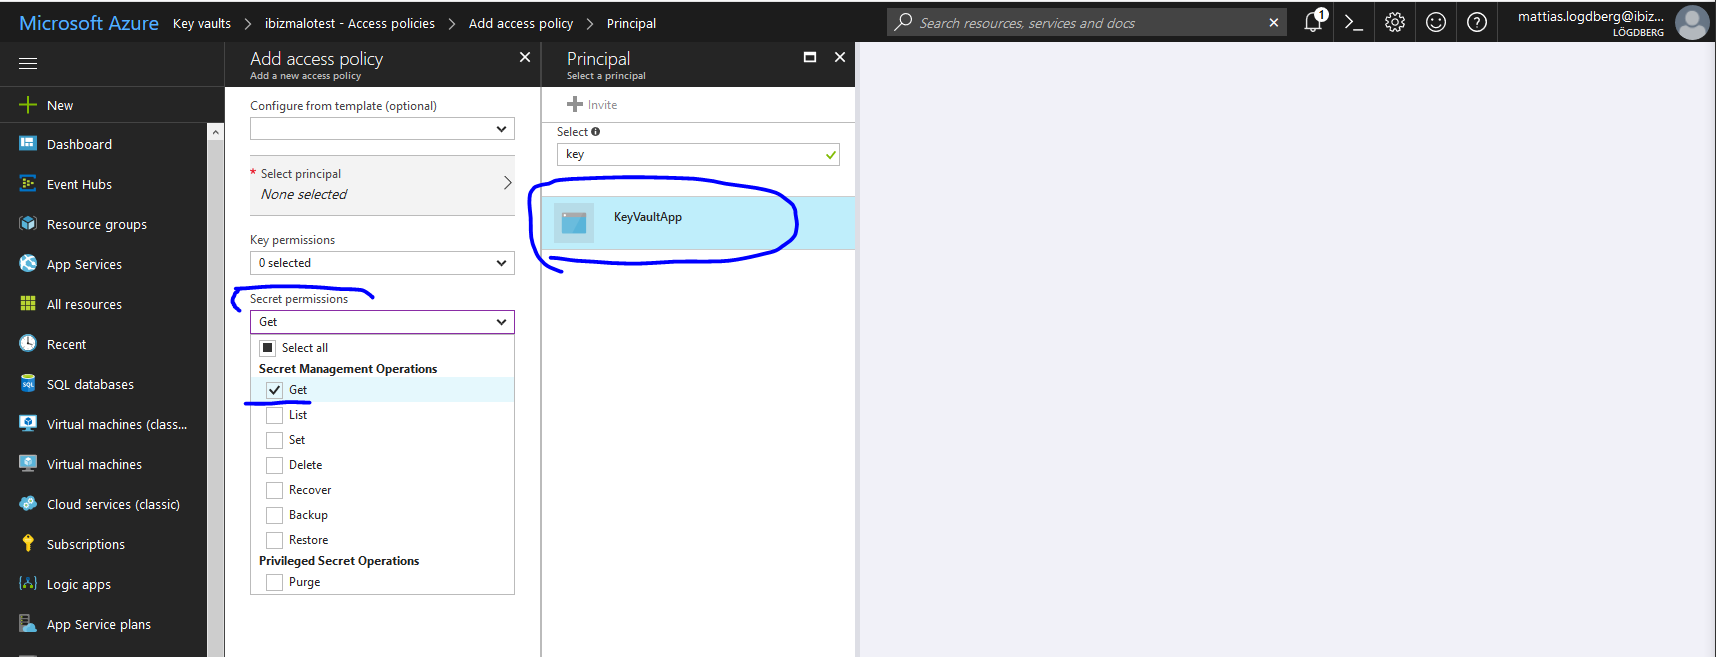 Microsoft Azure Key vaults > ibizmalotest - Access policies > Add access policy > Principal
Search resources, services and docs
1
mattias.logdberg@ibiz...
LÖGDBERG
New
Dashboard
Event Hubs
Resource groups
App Services
All resources
Recent
SQL databases
Virtual machines (class...
Virtual machines
Cloud services (classic)
Subscriptions
Logic apps
App Service plans
Add access policy
Add a new access policy
Configure from template (optional)
* Select principal
None selected
Key permissions
0 selected
Secret permissions
Get
Select all
Secret Management Operations
Get
List
Set
Delete
Recover
Backup
Restore
Privileged Secret Operations
Purge
Principal
Select a principal
Invite
Select
key
KeyVaultApp